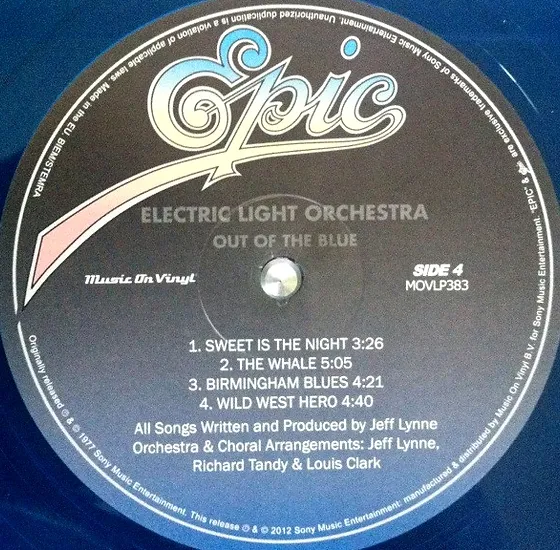 Epic
ELECTRIC LIGHT ORCHESTRA
OUT OF THE BLUE
Music On Vinyl
SIDE 4
MOVLP383
1. SWEET IS THE NIGHT 3:26
2. THE WHALE 5:05
3. BIRMINGHAM BLUES 4:21
4. WILD WEST HERO 4:40
All Songs Written and Produced by Jeff Lynne
Orchestra & Choral Arrangements: Jeff Lynne,
Richard Tandy & Louis Clark
Originally released ℗ & © 1977 Sony Music Entertainment. This release ℗ & © 2012 Sony Music Entertainment: manufactured & distributed by Music On Vinyl B.V. for Sony Music Entertainment. "EPIC" & are exclusive trademarks of Sony Music Entertainment. Unauthorized duplication is a violation of applicable laws. Made in the EU. BIEM/STEMRA